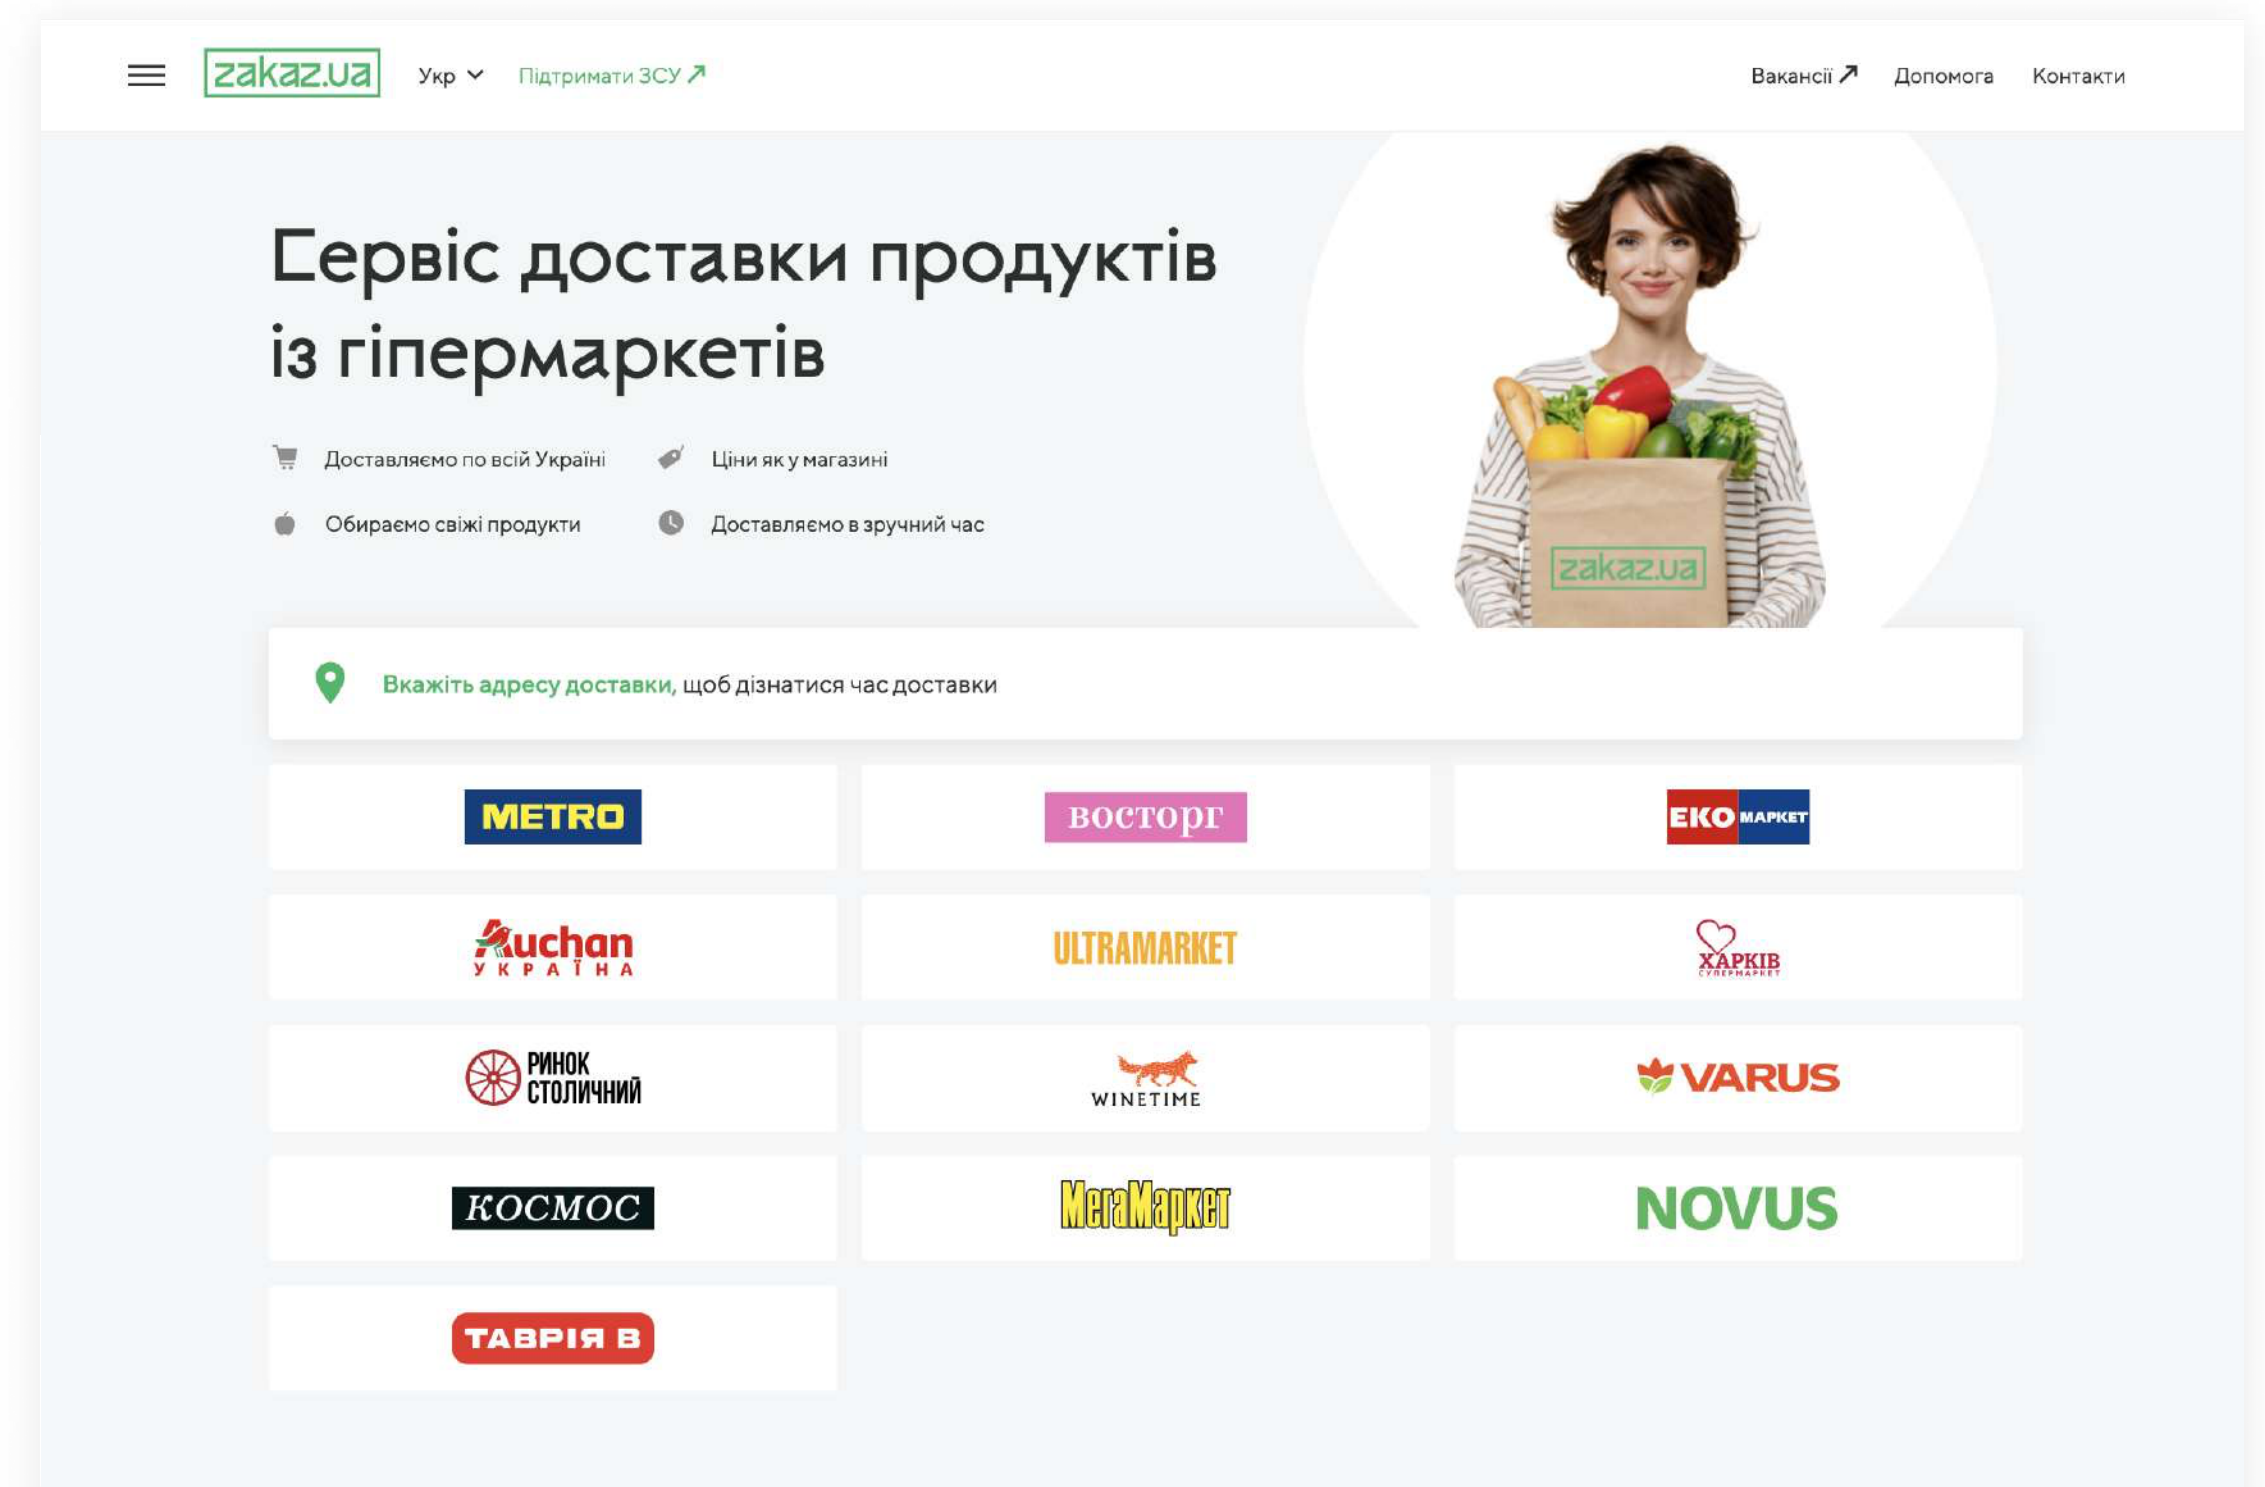 zakaz.ua
Укр
Підтримати ЗСУ
Вакансії
Допомога
Контакти
Сервіс доставки продуктів
із гіпермаркетів
Доставляємо по всій Україні
Ціни як у магазині
Обираємо свіжі продукти
Доставляємо в зручний час
zakaz.ua
Вкажіть адресу доставки, щоб дізнатися час доставки
METRO
восторг
ЕКО МАРКЕТ
Auchan
УКРАЇНА
ULTRAMARKET
ХАРКІВ
СУПЕРМАРКЕТ
РИНОК
СТОЛИЧНИЙ
WINETIME
VARUS
КОСМОС
МегаМаркет
NOVUS
ТАВРІЯ В